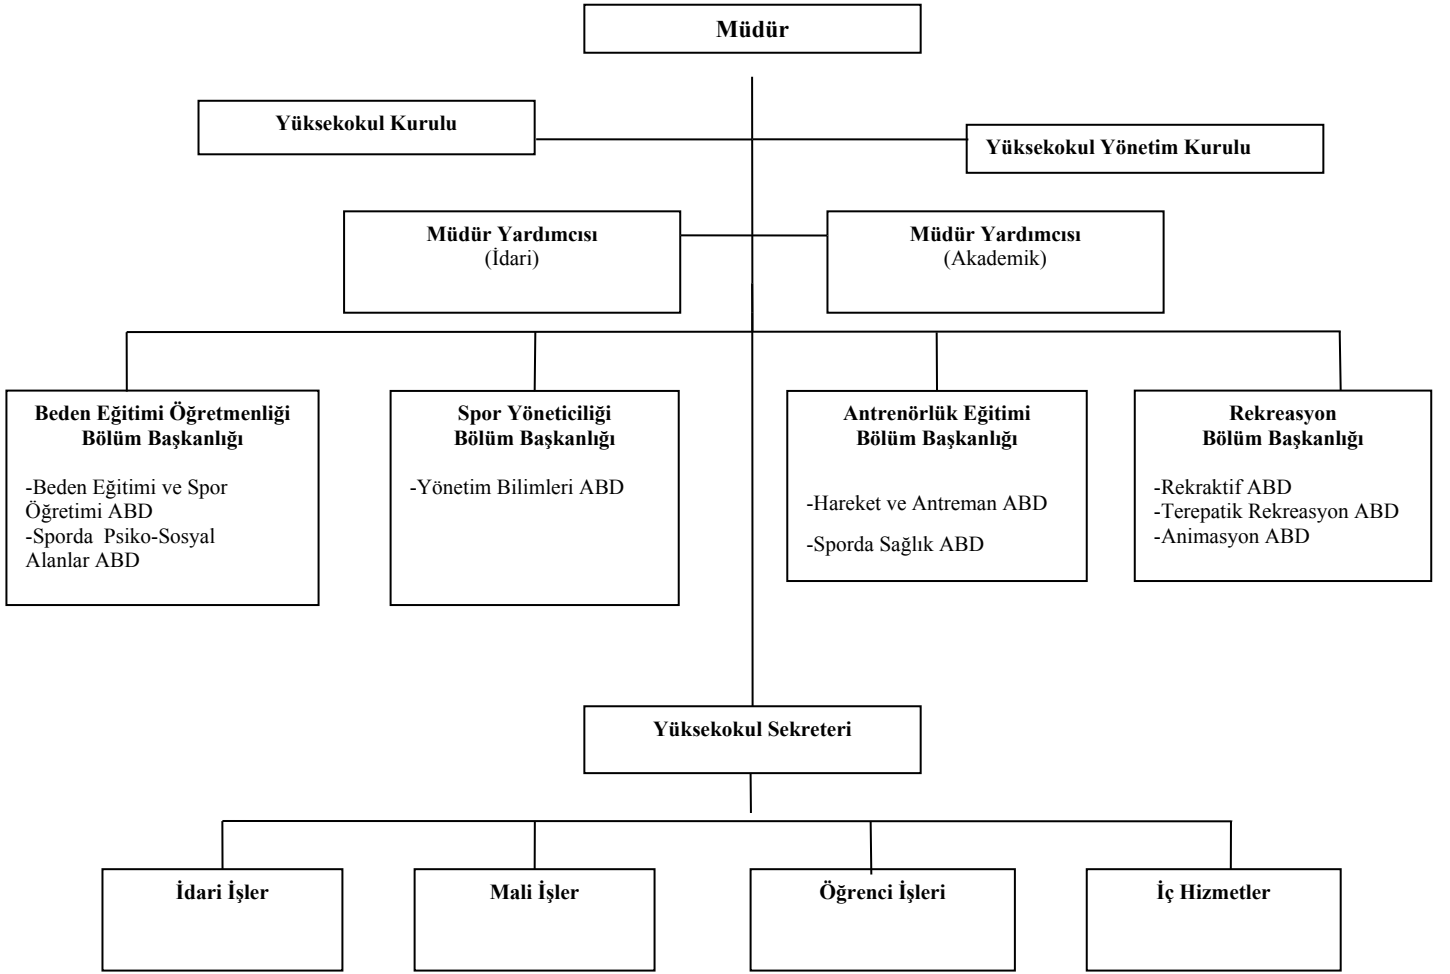 Müdür
Yüksekokul Kurulu
Yüksekokul Yönetim Kurulu
Müdür Yardımcısı
(İdari)
Müdür Yardımcısı
(Akademik)
Beden Eğitimi Öğretmenliği
Bölüm Başkanlığı
-Beden Eğitimi ve Spor
Öğretimi ABD
-Sporda Psiko-Sosyal
Alanlar ABD
Spor Yöneticiliği
Bölüm Başkanlığı
-Yönetim Bilimleri ABD
Antrenörlük Eğitimi
Bölüm Başkanlığı
-Hareket ve Antreman ABD
-Sporda Sağlık ABD
Rekreasyon
Bölüm Başkanlığı
-Rekraktif ABD
-Terepatik Rekreasyon ABD
-Animasyon ABD
Yüksekokul Sekreteri
İdari İşler
Mali İşler
Öğrenci İşleri
İç Hizmetler